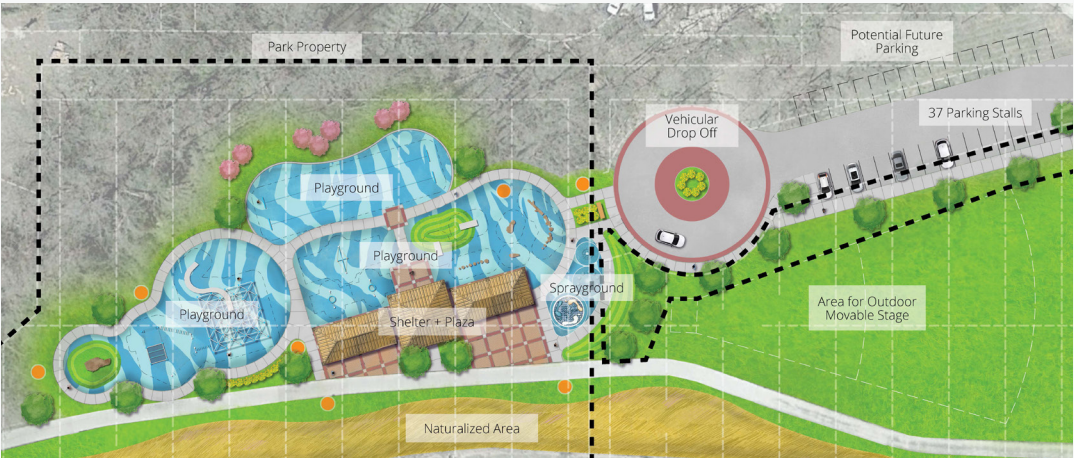 Park Property
Potential Future
Parking
37 Parking Stalls
Vehicular
Drop Off
Playground
Playground
Playground
Sprayground
Shelter + Plaza
Area for Outdoor
Movable Stage
Naturalized Area